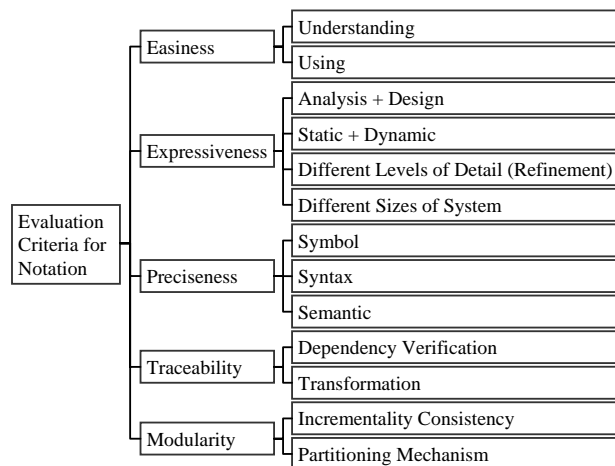 Understanding
Easiness
Using
Analysis + Design
Static + Dynamic
Expressiveness
Different Levels of Detail (Refinement)
Different Sizes of System
Evaluation
Criteria for
Notation
Symbol
Preciseness
Syntax
Semantic
Dependency Verification
Traceability
Transformation
Incrementality Consistency
Modularity
Partitioning Mechanism